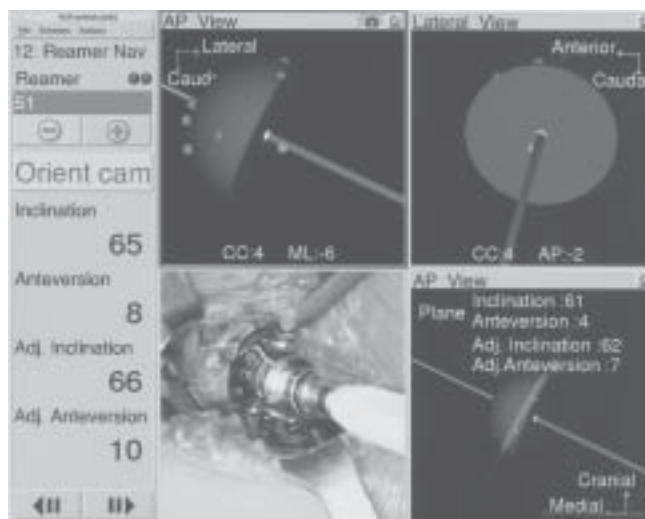 12. Reamer Nav
Reamer
51
Orient cam
Inclination
65
Anteversion
8
Adj. Inclination
66
Adj. Anteversion
10
AP View
Lateral
Caud
CC:4 ML:-6
Lateral View
Anterior
Cauda
CC:4 AP:-2
AP View
Plane
Inclination :61
Anteversion :4
Adj. Inclination :62
Adj.Anteversion :7
Cranial
Medial